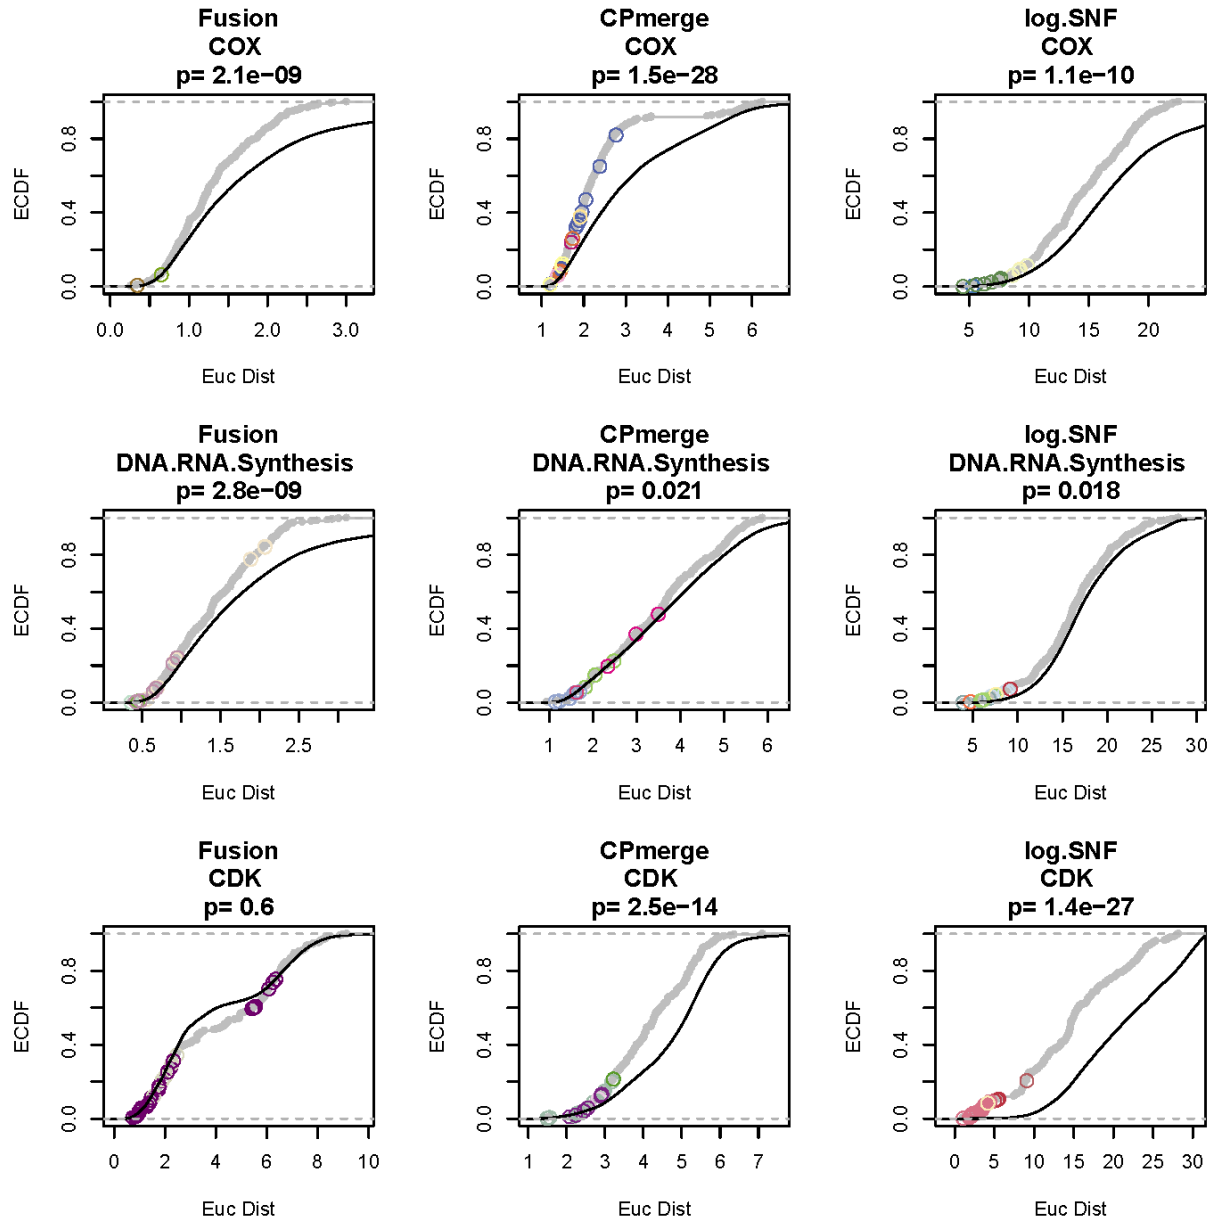 Fusion
COX
p= 2.1e−09
CPmerge
COX
p= 1.5e−28
log.SNF
COX
p= 1.1e−10
ECDF
0.0 0.4 0.8
0.0 1.0 2.0 3.0
Euc Dist
ECDF
0.0 0.4 0.8
1 2 3 4 5 6
Euc Dist
ECDF
0.0 0.4 0.8
5 10 15 20
Euc Dist
Fusion
DNA.RNA.Synthesis
p= 2.8e−09
CPmerge
DNA.RNA.Synthesis
p= 0.021
log.SNF
DNA.RNA.Synthesis
p= 0.018
ECDF
0.0 0.4 0.8
0.5 1.5 2.5
Euc Dist
ECDF
0.0 0.4 0.8
1 2 3 4 5 6
Euc Dist
ECDF
0.0 0.4 0.8
5 10 15 20 25 30
Euc Dist
Fusion
CDK
p= 0.6
CPmerge
CDK
p= 2.5e−14
log.SNF
CDK
p= 1.4e−27
ECDF
0.0 0.4 0.8
0 2 4 6 8 10
Euc Dist
ECDF
0.0 0.4 0.8
1 2 3 4 5 6 7
Euc Dist
ECDF
0.0 0.4 0.8
0 5 10 15 20 25 30
Euc Dist